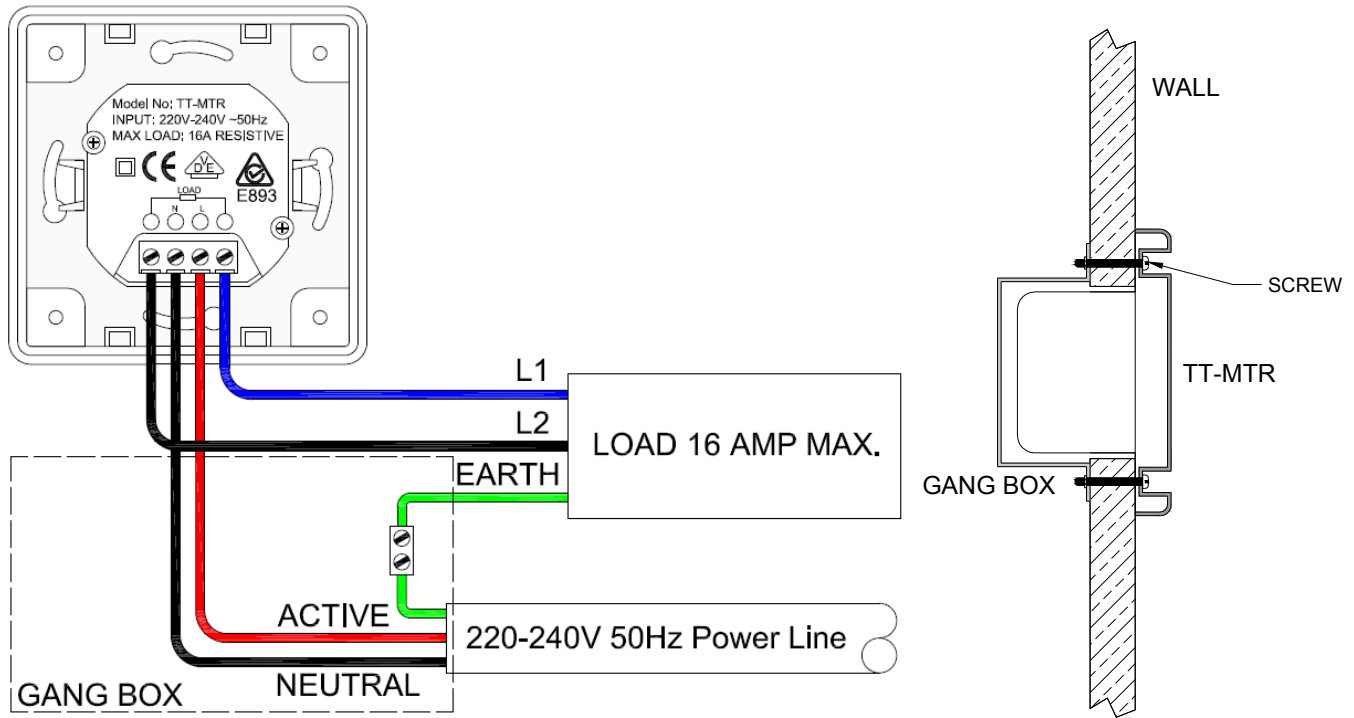 Model No: TT-MTR
INPUT: 220V-240V ~50Hz
MAX LOAD: 16A RESISTIVE
CE
DVE
E893
LOAD
N L
L1
L2
EARTH
LOAD 16 AMP MAX.
ACTIVE
220-240V 50Hz Power Line
NEUTRAL
GANG BOX
WALL
SCREW
TT-MTR
GANG BOX